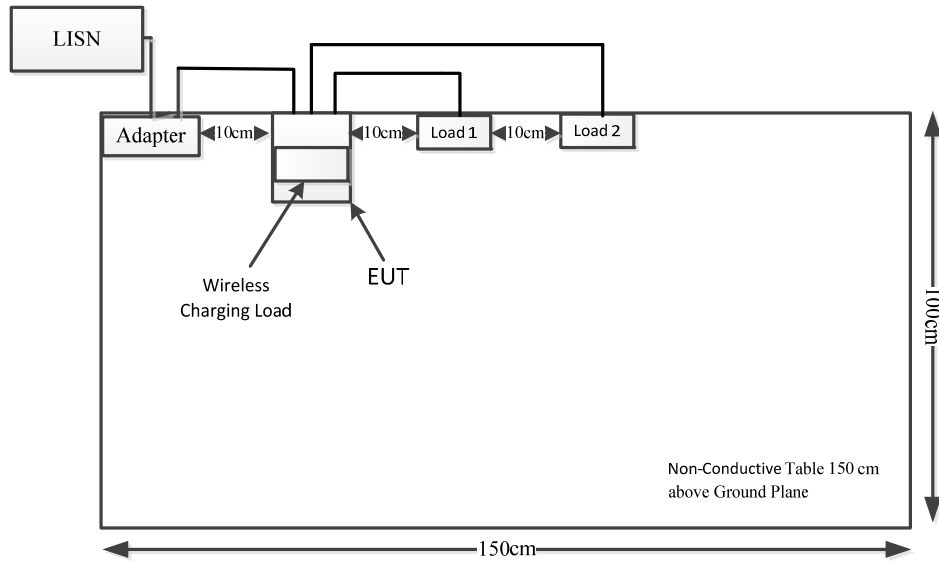 LISN
Adapter
10cm
10cm
Load 1
10cm
Load 2
Wireless
Charging Load
EUT
100cm
Non-Conductive Table 150 cm
above Ground Plane
150cm